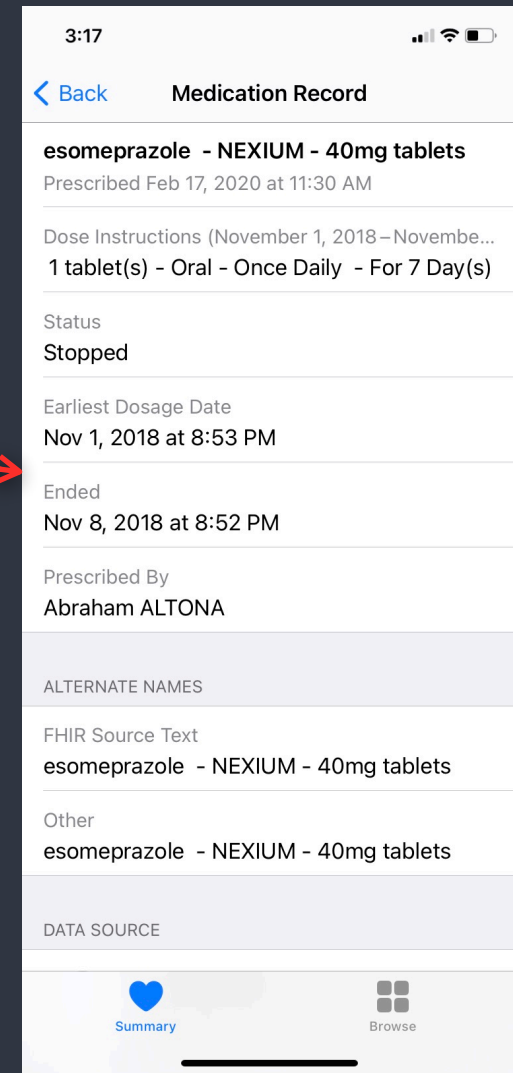 3:17
Back Medication Record
esomeprazole - NEXIUM - 40mg tablets
Prescribed Feb 17, 2020 at 11:30 AM
Dose Instructions (November 1, 2018–Novembe...
1 tablet(s) - Oral - Once Daily - For 7 Day(s)
Status
Stopped
Earliest Dosage Date
Nov 1, 2018 at 8:53 PM
Ended
Nov 8, 2018 at 8:52 PM
Prescribed By
Abraham ALTONA
ALTERNATE NAMES
FHIR Source Text
esomeprazole - NEXIUM - 40mg tablets
Other
esomeprazole - NEXIUM - 40mg tablets
DATA SOURCE
Summary Browse